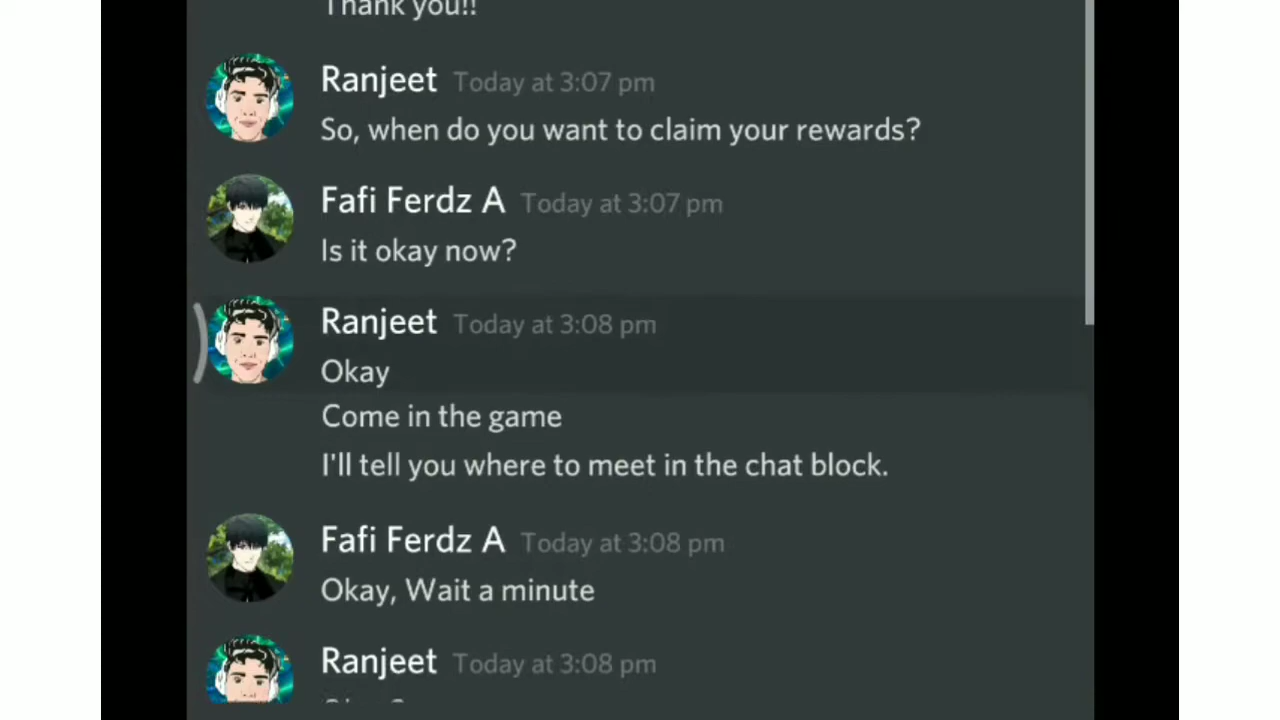 Thank you!!
Ranjeet Today at 3:07 pm
So, when do you want to claim your rewards?
Fafi Ferdz A Today at 3:07 pm
Is it okay now?
Ranjeet Today at 3:08 pm
Okay
Come in the game
I'll tell you where to meet in the chat block.
Fafi Ferdz A Today at 3:08 pm
Okay, Wait a minute
Ranjeet Today at 3:08 pm